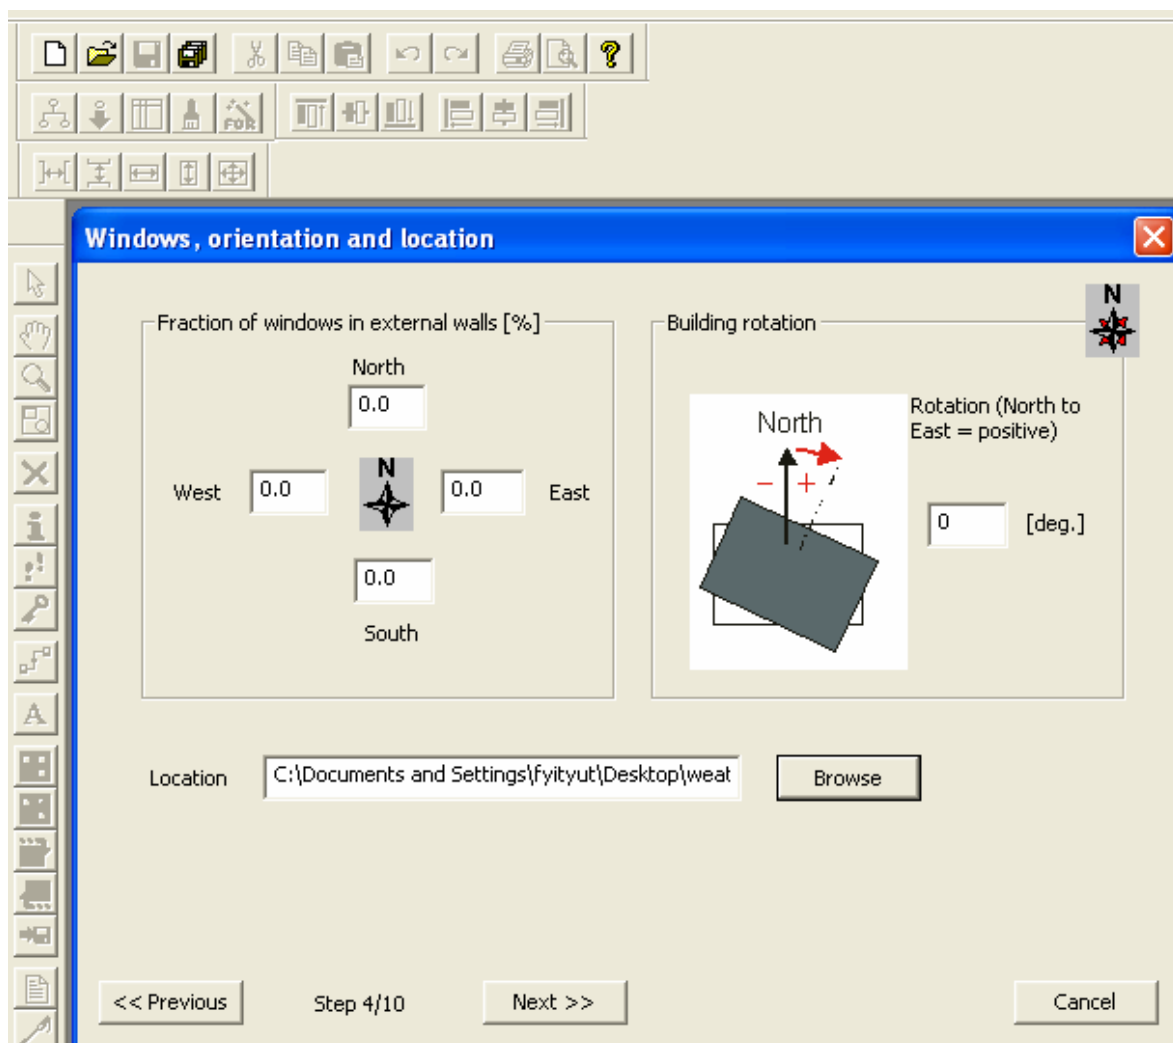 FOR
Windows, orientation and location
Fraction of windows in external walls [%]
North
0.0
West
0.0
N
0.0
East
0.0
South
Building rotation
N
North
- +
Rotation (North to
East = positive)
0
[deg.]
Location
C:\Documents and Settings\fyityut\Desktop\weat
Browse
<< Previous
Step 4/10
Next >>
Cancel
A